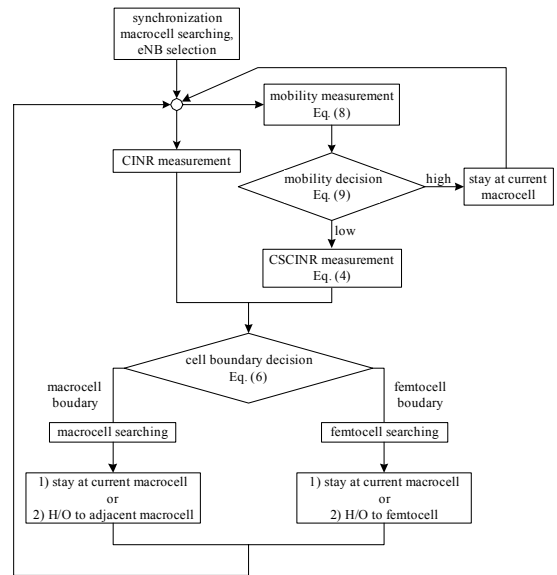 synchronization
macrocell searching,
eNB selection
mobility measurement
Eq. (8)
CINR measurement
mobility decision
Eq. (9)
high
stay at current
macrocell
low
CSCINR measurement
Eq. (4)
cell boundary decision
Eq. (6)
macrocell
boudary
femtocell
boudary
macrocell searching
femtocell searching
1) stay at current macrocell
or
2) H/O to adjacent macrocell
1) stay at current macrocell
or
2) H/O to femtocell